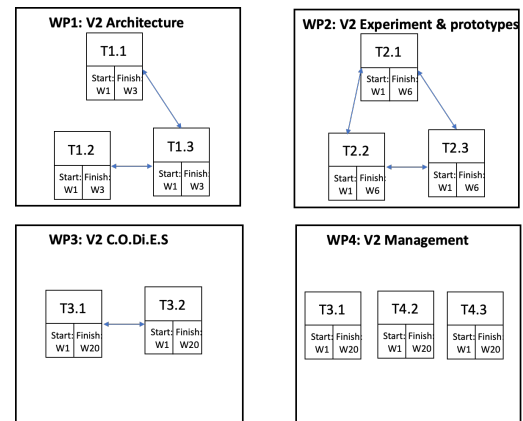 WP1: V2 Architecture
T1.1
Start: Finish:
W1 W3
T1.2
Start: Finish:
W1 W3
T1.3
Start: Finish:
W1 W3
WP2: V2 Experiment & prototypes
T2.1
Start: Finish:
W1 W6
T2.2
Start: Finish:
W1 W6
T2.3
Start: Finish:
W1 W6
WP3: V2 C.O.Di.E.S
T3.1
Start: Finish:
W1 W20
T3.2
Start: Finish:
W1 W20
WP4: V2 Management
T3.1
Start: Finish:
W1 W20
T4.2
Start: Finish:
W1 W20
T4.3
Start: Finish
W1 W20